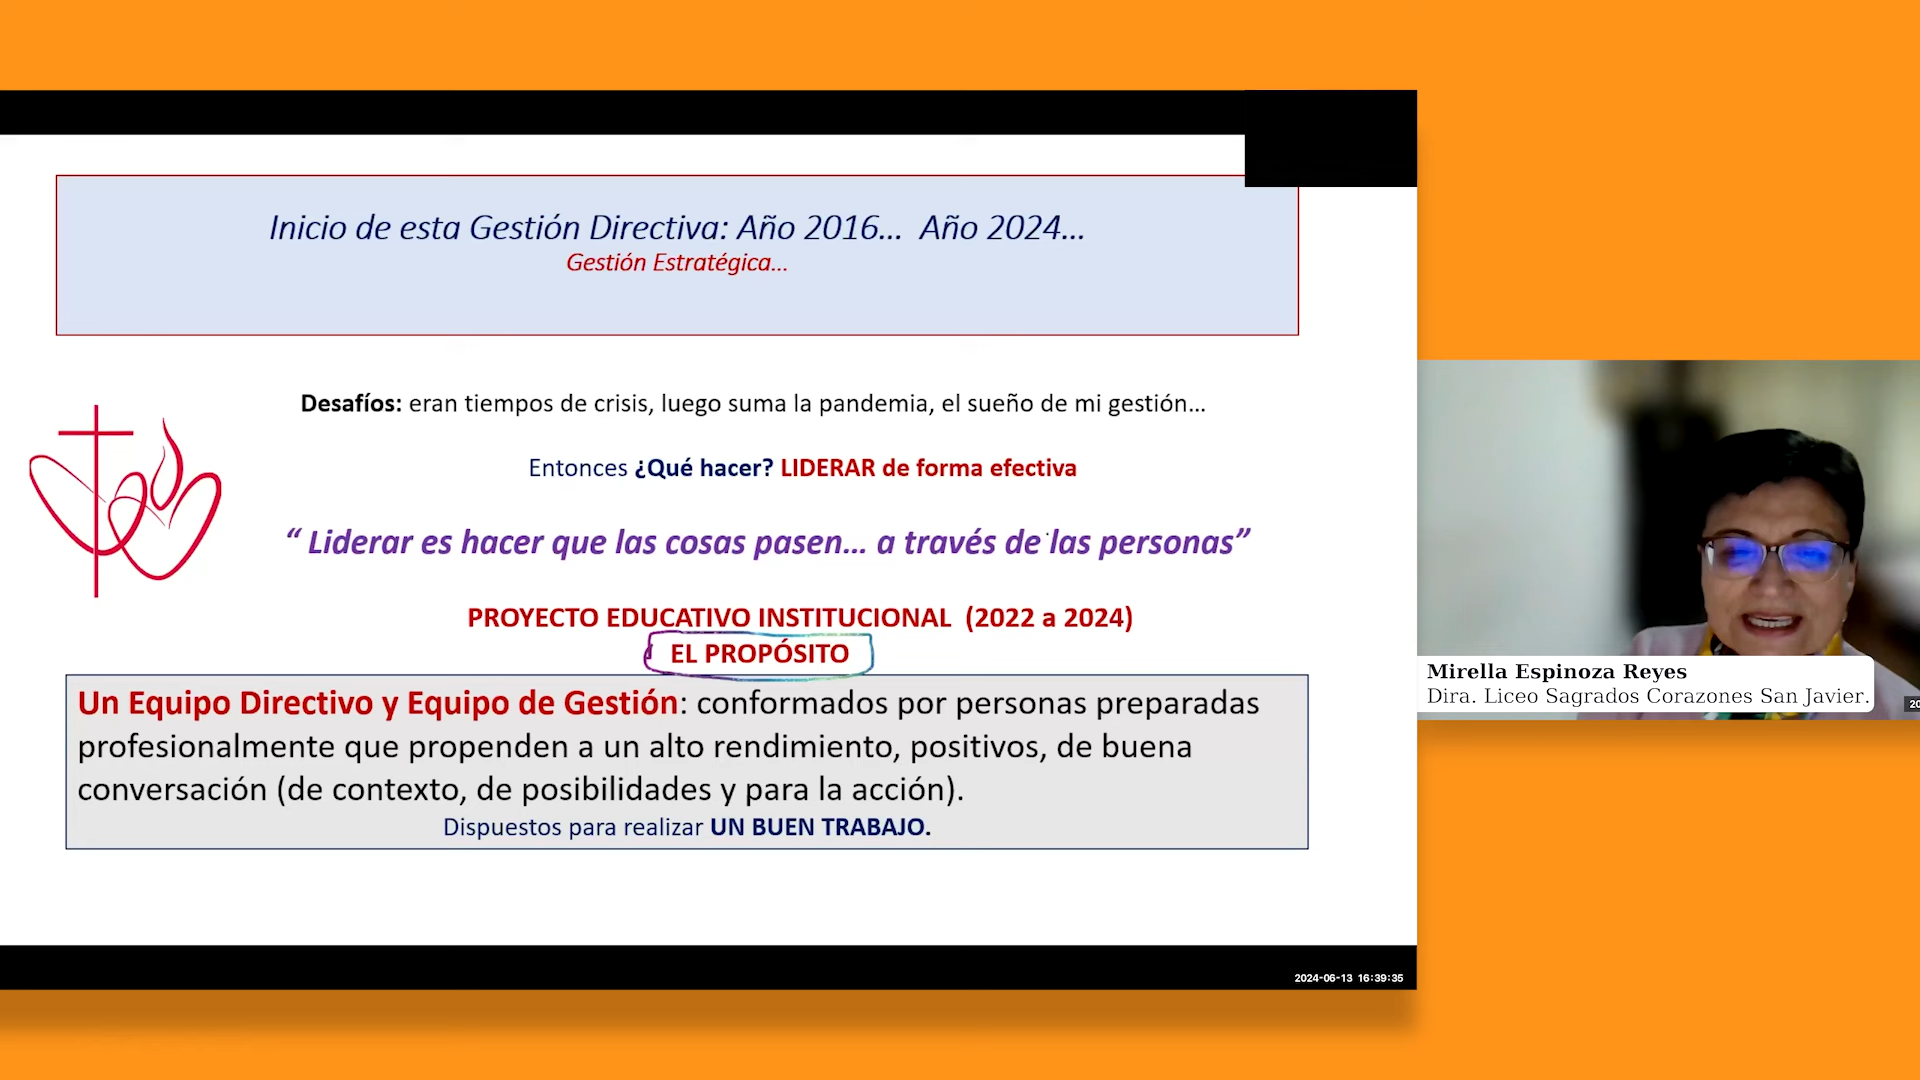 Inicio de esta Gestión Directiva: Año 2016... Año 2024...
Gestión Estratégica...
Desafíos: eran tiempos de crisis, luego suma la pandemia, el sueño de mi gestión...
Entonces ¿Qué hacer? LIDERAR de forma efectiva
“ Liderar es hacer que las cosas pasen... a través de las personas”
PROYECTO EDUCATIVO INSTITUCIONAL (2022 a 2024)
EL PROPÓSITO
Un Equipo Directivo y Equipo de Gestión: conformados por personas preparadas
profesionalmente que propenden a un alto rendimiento, positivos, de buena
conversación (de contexto, de posibilidades y para la acción).
Dispuestos para realizar UN BUEN TRABAJO.
2024-06-13 16:39:35
Mirella Espinoza Reyes
Dira. Liceo Sagrados Corazones San Javier.
20